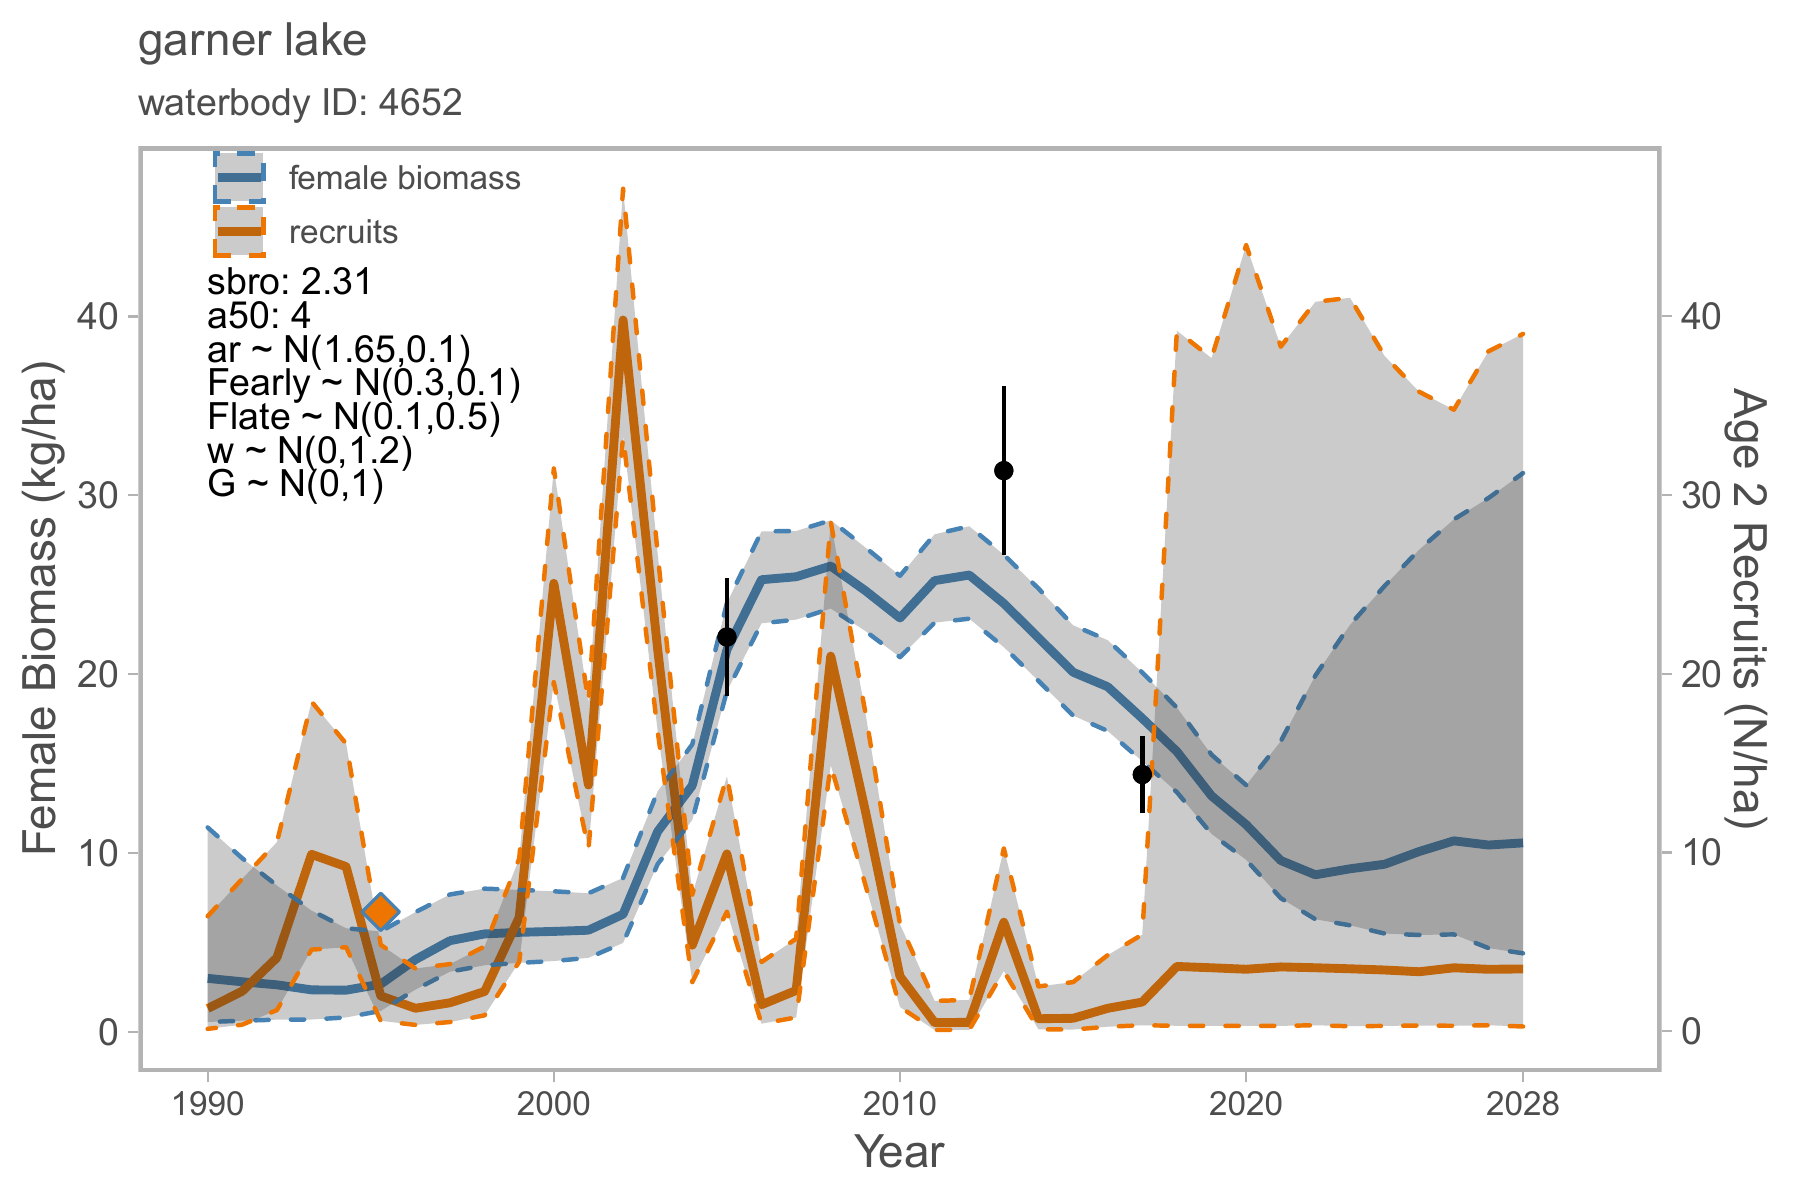 garner lake
waterbody ID: 4652
female biomass
recruits
sbro: 2.31
a50: 4
ar ~ N(1.65,0.1)
Fearly ~ N(0.3,0.1)
Flate ~ N(0.1,0.5)
w ~ N(0,1.2)
G ~ N(0,1)
Female Biomass (kg/ha)
40
30
20
10
0
40
30
20
10
0
Age 2 Recruits (N/ha)
1990
2000
2010
2020
2028
Year